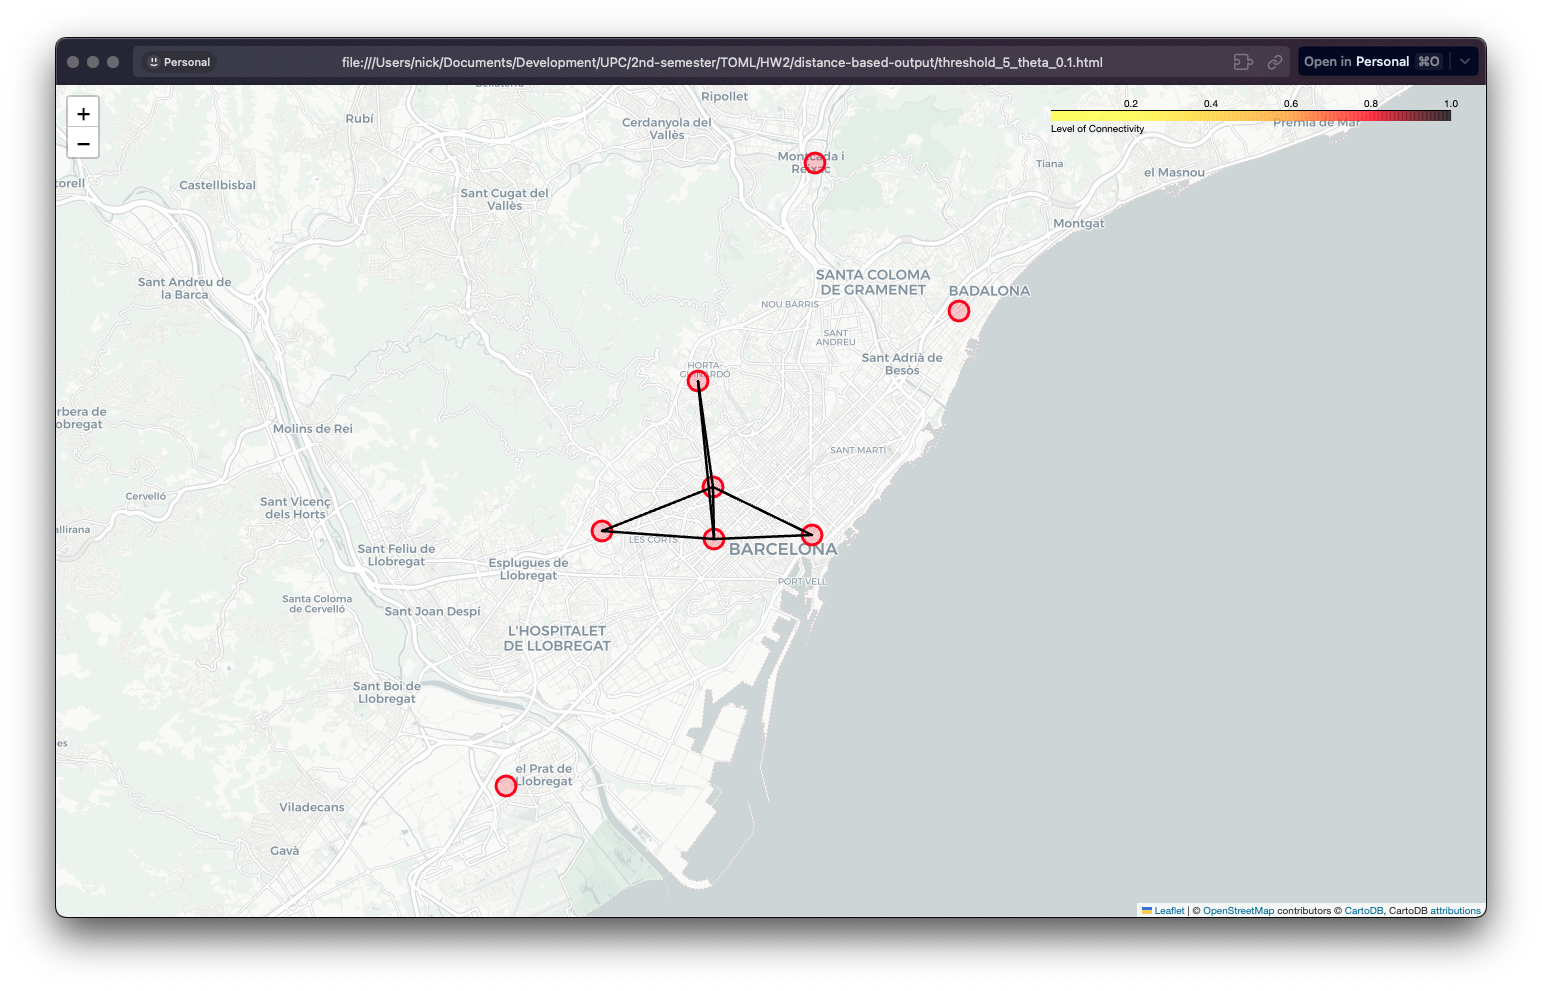 Personal
file:///Users/nick/Documents/Development/UPC/2nd-semester/TOML/HW2/distance-based-output/threshold_5_theta_0.1.html
Open in Personal ⌘O
+
−
0.2 0.4 0.6 0.8 1.0
Level of Connectivity
Ripollet
Rubí
Cerdanyola del
Vallès
Premià de Mar
Montcada i
Reixac
Tiana
el Masnou
torell
Castellbisbal
Sant Cugat del
Vallès
Montgat
Sant Andreu de
la Barca
SANTA COLOMA
DE GRAMENET
BADALONA
NOU BARRIS
SANT
ANDREU
Sant Adrià de
Besòs
HORTA-
GUINARDÓ
rbera de
obregat
Molins de Rei
SANT MARTÍ
Cervelló
Sant Vicenç
dels Horts
allirana
LES CORTS
BARCELONA
Sant Feliu de
Llobregat
Esplugues de
Llobregat
PORT VELL
Santa Coloma
de Cervelló
Sant Joan Despí
L'HOSPITALET
DE LLOBREGAT
Sant Boi de
Llobregat
es
el Prat de
Llobregat
Viladecans
Gavà
Leaflet | © OpenStreetMap contributors © CartoDB, CartoDB attributions